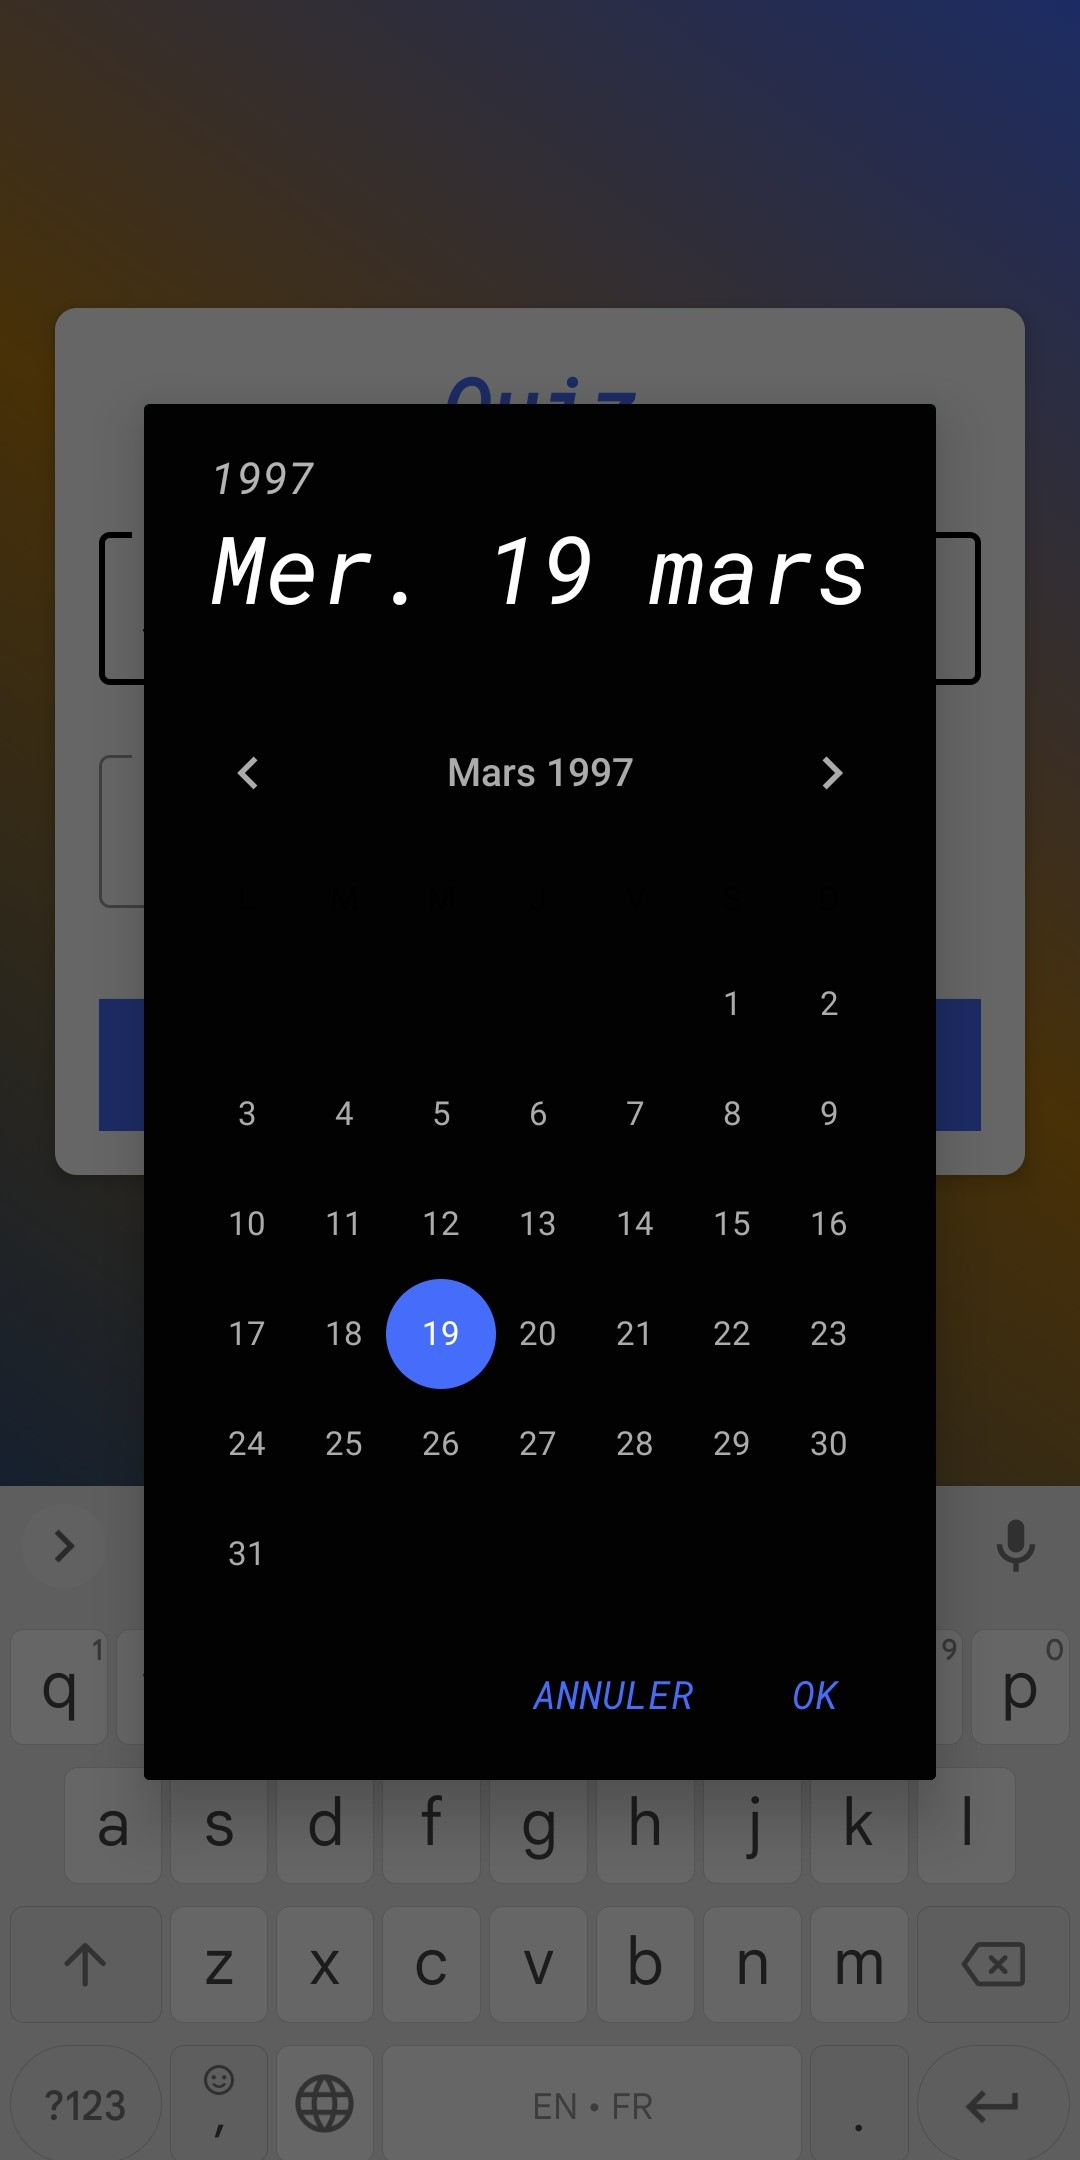 Quiz
1997
Mer. 19 mars
Mars 1997
L M M J V S D
1 2
3 4 5 6 7 8 9
10 11 12 13 14 15 16
17 18 19 20 21 22 23
24 25 26 27 28 29 30
31
ANNULER OK
q 1 9 p 0
a s d f g h j k l
z x c v b n m
?123 , EN • FR .